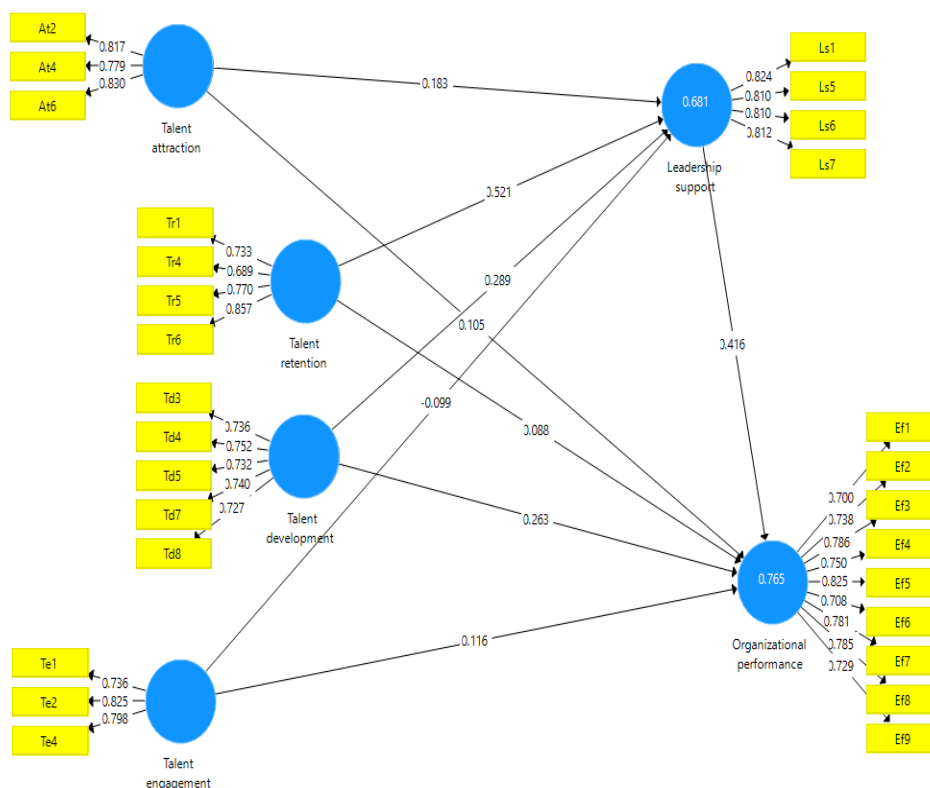 At2
0.817
At4
0.779
At6
0.830
Talent
attraction
0.183
0.681
Leadership
support
0.824
Ls1
0.810
Ls5
0.810
Ls6
0.812
Ls7
0.521
Tr1
0.733
Tr4
0.689
Tr5
0.770
Tr6
0.857
Talent
retention
0.289
0.105
0.416
-0.099
0.088
Td3
0.736
Td4
0.752
Td5
0.732
Td7
0.740
Td8
0.727
Talent
development
0.263
0.116
0.765
Organizational
performance
Ef1
0.700
Ef2
0.738
Ef3
0.786
Ef4
0.750
Ef5
0.825
Ef6
0.708
Ef7
0.781
Ef8
0.785
Ef9
0.729
Te1
0.736
Te2
0.825
Te4
0.798
Talent
engagement